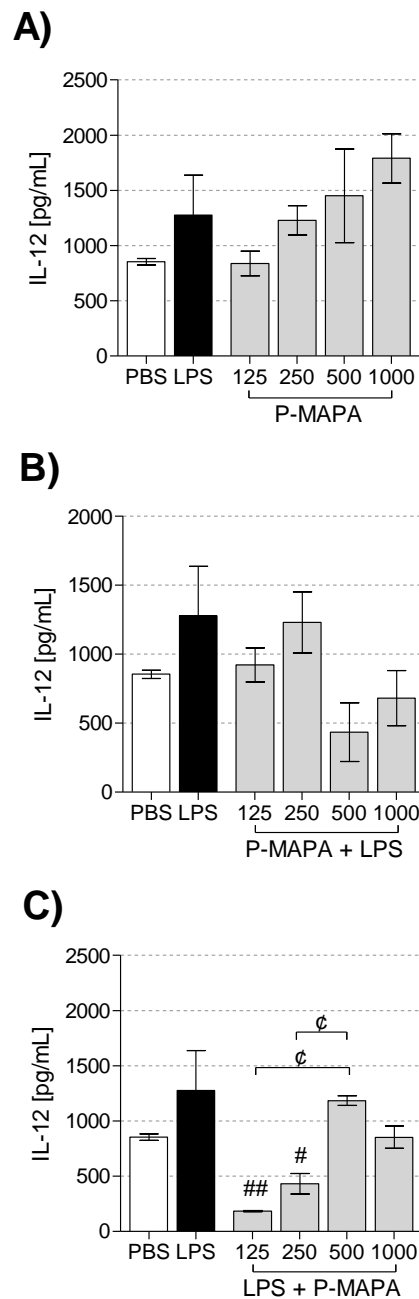 A)
IL-12 [pg/mL]
2500
2000
1500
1000
500
0
PBS LPS 125 250 500 1000
P-MAPA
B)
IL-12 [pg/mL]
2000
1500
1000
500
0
PBS LPS 125 250 500 1000
P-MAPA + LPS
C)
IL-12 [pg/mL]
2500
2000
1500
1000
500
0
¢
¢
#
##
PBS LPS 125 250 500 1000
LPS + P-MAPA